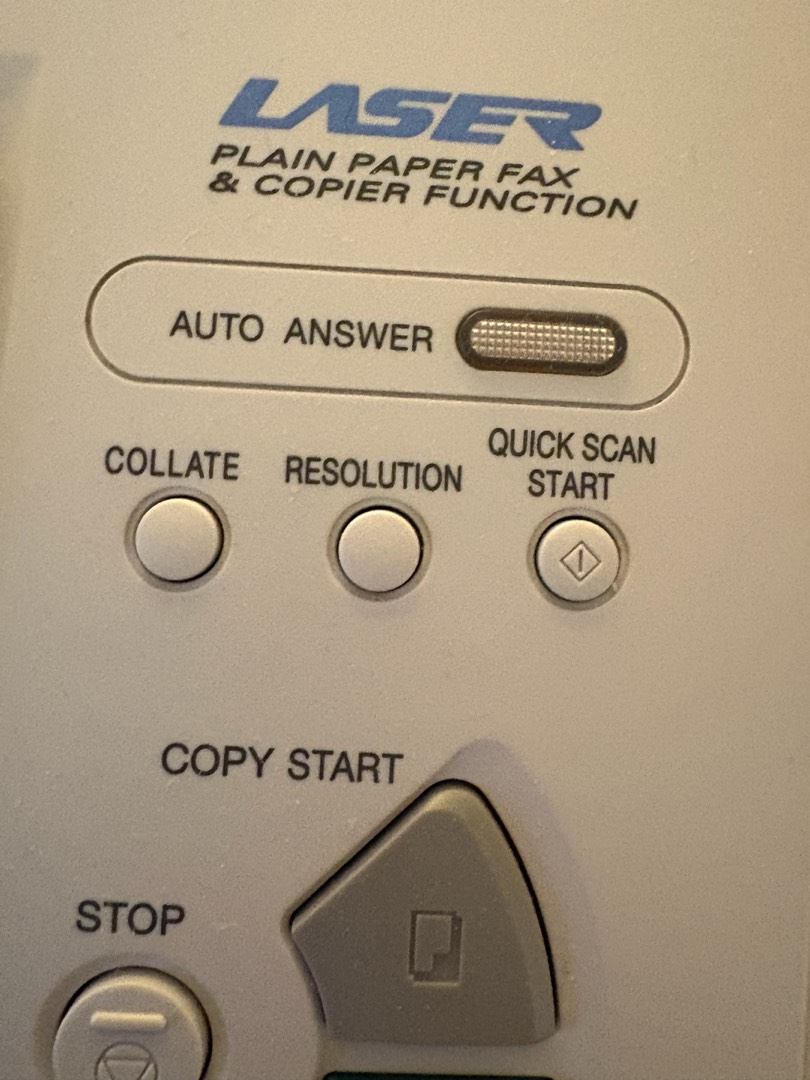 LASER
PLAIN PAPER FAX
& COPIER FUNCTION
AUTO ANSWER
COLLATE
RESOLUTION
QUICK SCAN
START
COPY START
STOP